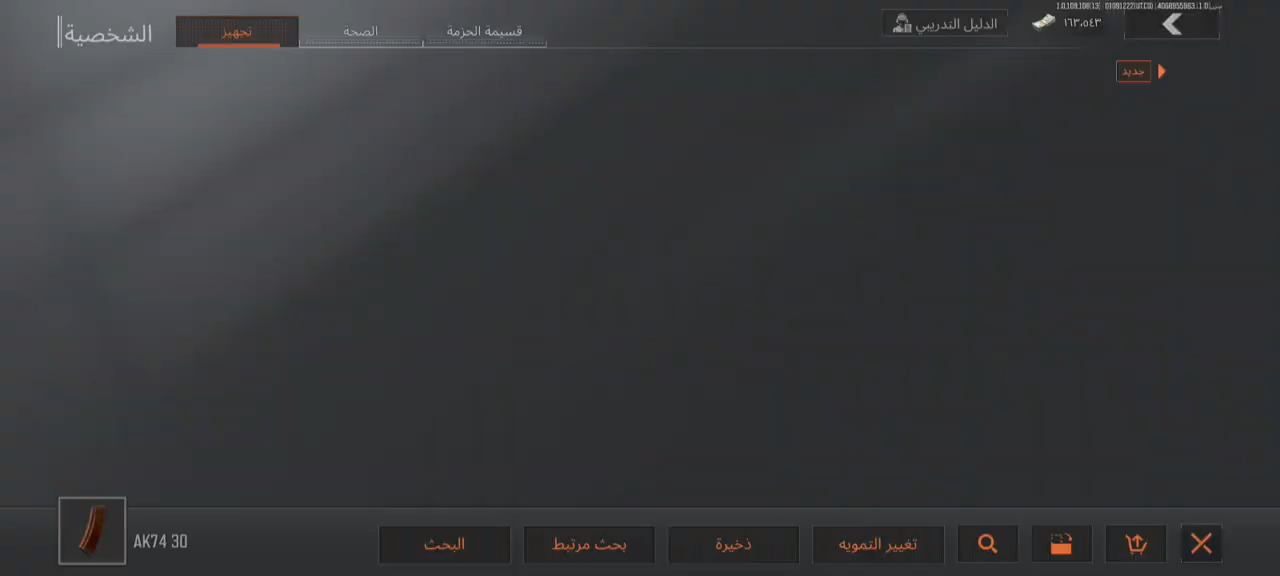 الشخصية
تجهيز
الصحة
قسيمة الحزمة
الدليل التدريبي
١٦٣،٥٤٣
جديد
AK74 30
البحث
بحث مرتبط
ذخيرة
تغيير التمويه